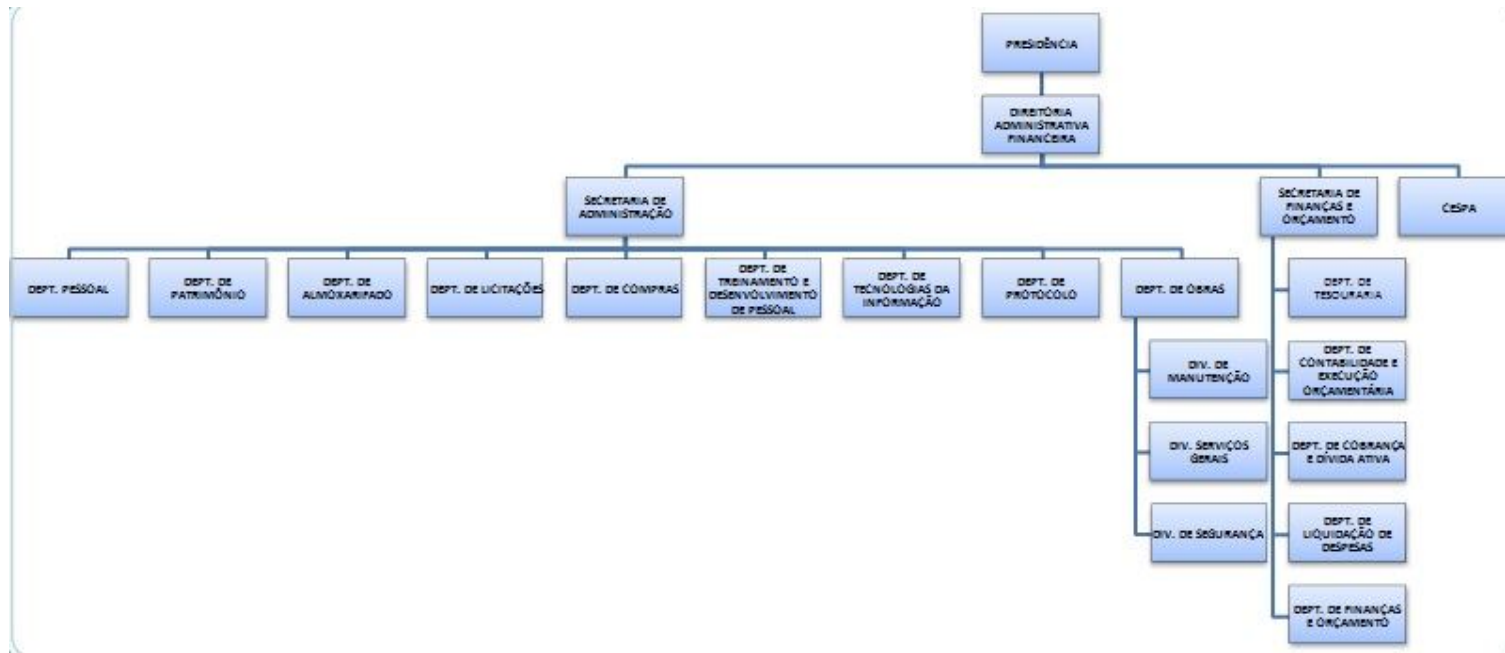 PRESIDÊNCIA
DIREITÓRIA
ADMINISTRATIVA
FINANCEIRA
SECRETARIA DE
ADMINISTRAÇÃO
SECRETARIA DE
FINANÇAS E
ORÇAMENTO
CESPA
DEPT. PESSOAL
DEPT. DE
PATRIMÔNIO
DEPT. DE
ALMOXARIFADO
DEPT. DE LICITAÇÕES
DEPT. DE COMPRAS
DEPT. DE
TREINAMENTO E
DESENVOLVIMENTO
DE PESSOAL
DEPT. DE
TECNOLOGIAS DA
INFORMAÇÃO
DEPT. DE
PROTÓCOLO
DEPT. DE OBRAS
DIV. DE
MANUTENÇÃO
DIV. SERVIÇOS
GERAIS
DIV. DE SEGURANÇA
DEPT. DE
TESOURARIA
DEPT. DE
CONTABILIDADE E
EXECUÇÃO
ORÇAMENTÁRIA
DEPT. DE COBRANÇA
E DÍVIDA ATIVA
DEPT. DE
LIQUIDAÇÃO DE
DESPESAS
DEPT. DE FINANÇAS
E ORÇAMENTO